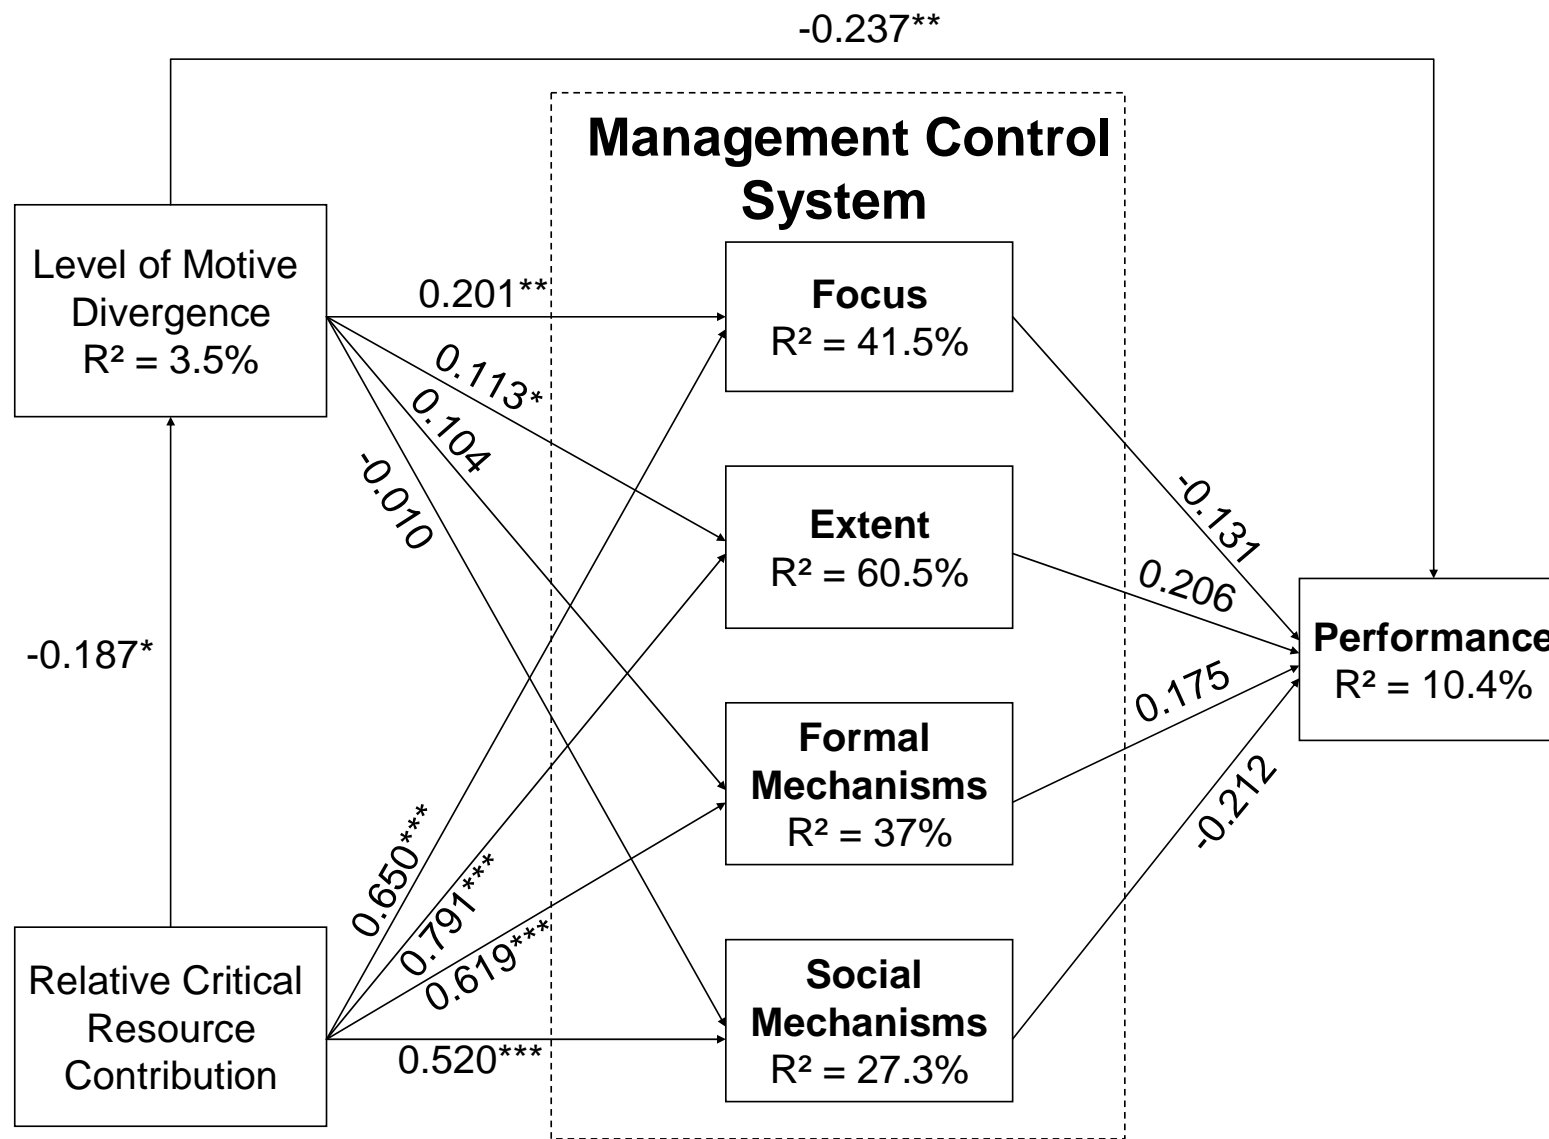 -0.237**
Management Control
System
Level of Motive
Divergence
R² = 3.5%
0.201**
0.113*
0.104
-0.010
Focus
R² = 41.5%
Extent
R² = 60.5%
-0.131
0.206
-0.187*
Performance
R² = 10.4%
0.175
-0.212
Formal
Mechanisms
R² = 37%
0.650***
0.791***
0.619***
0.520***
Relative Critical
Resource
Contribution
Social
Mechanisms
R² = 27.3%